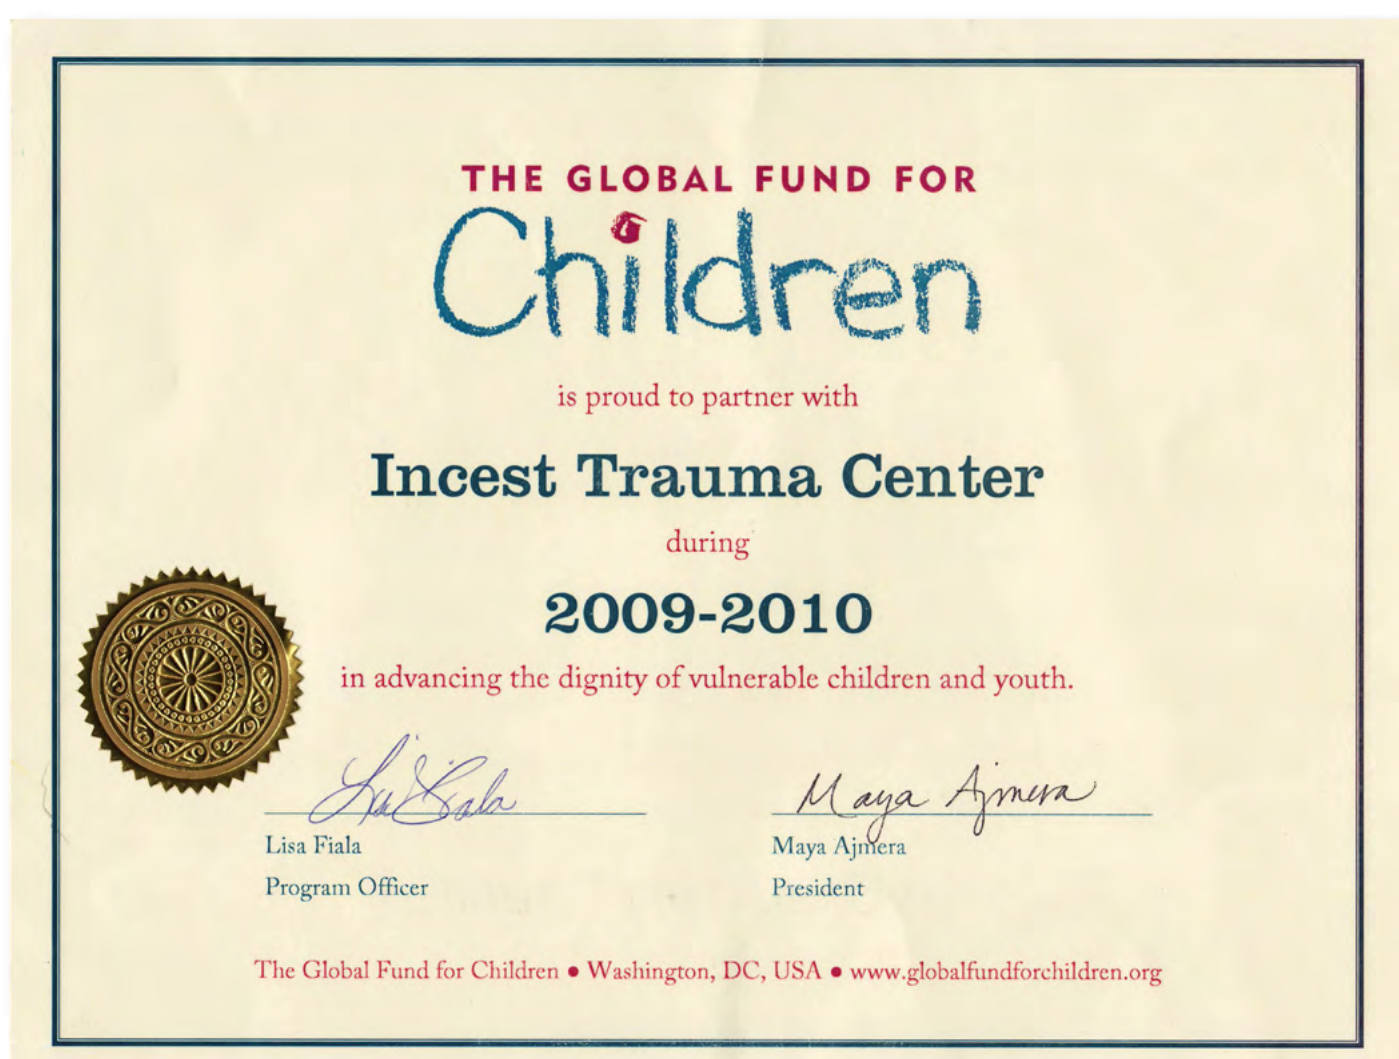 THE GLOBAL FUND FOR
Children
is proud to partner with
Incest Trauma Center
during
2009-2010
in advancing the dignity of vulnerable children and youth.
Lisa Fiala Maya Ajmera
Lisa Fiala Maya Ajmera
Program Officer President
The Global Fund for Children • Washington, DC, USA • www.globalfundforchildren.org